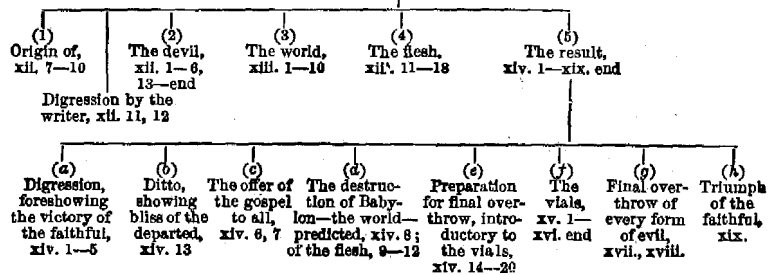 (1)
Origin of,
xii. 7—10
Digression by the
writer, xii. 11, 12
(2)
The devil,
xii. 1—6,
13—end
(3)
The world,
xiii. 1—10
(4)
The flesh,
xiii. 11—18
(5)
The result,
xiv. 1—xix. end
(a)
Digression,
foreshowing
the victory of
the faithful,
xiv. 1—5
(b)
Ditto,
showing
bliss of the
departed,
xiv. 13
(c)
The offer of
the gospel
to all,
xiv. 6, 7
(d)
The destruc-
tion of Baby-
lon—the world—
predicted, xiv. 8;
of the flesh, 9—12
(e)
Preparation
for final over-
throw, intro-
ductory to
the vials,
xiv. 14—20
(f)
The
vials,
xv. 1—
xvi. end
(g)
Final over-
throw of
every form
of evil,
xvii., xviii.
(h)
Triumph
of the
faithful,
xix.